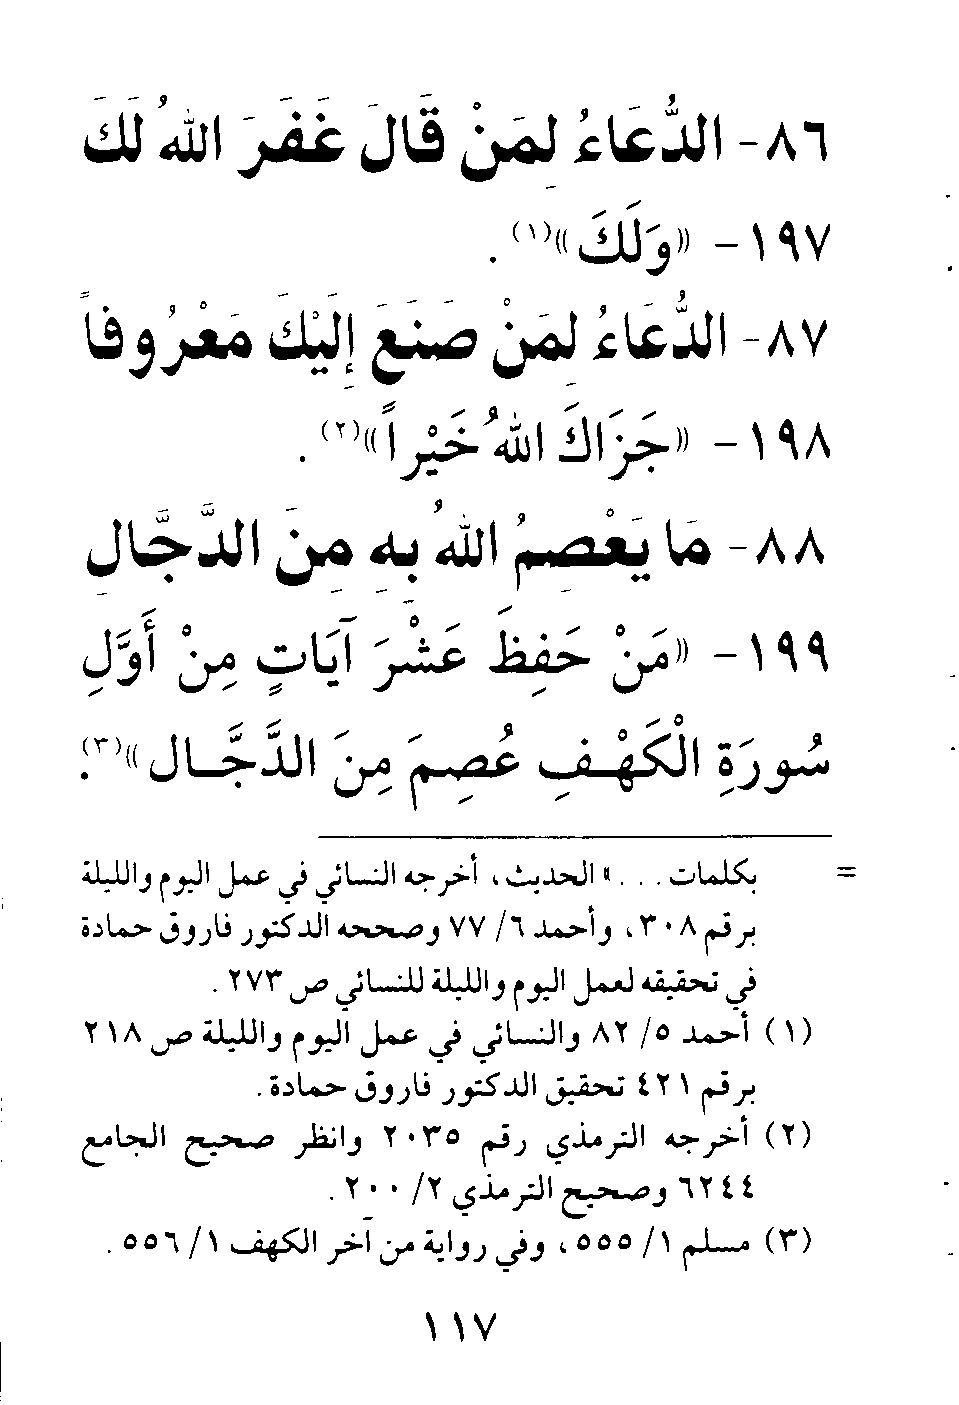 ٨٦- الدُّعَاءُ لِمَنْ قَالَ غَفَرَ اللهُ لَكَ
١٩٧ - «وَلَكَ»(١).
٨٧- الدُّعَاءُ لِمَنْ صَنَعَ إِلَيْكَ مَعْرُوفاً
١٩٨ - «جَزَاكَ اللهُ خَيْراً»(٢).
٨٨- مَا يَعْصِمُ اللهُ بِهِ مِنَ الدَّجَّالِ
١٩٩ - «مَنْ حَفِظَ عَشْرَ آيَاتٍ مِنْ أَوَّلِ
سُورَةِ الْكَهْفِ عُصِمَ مِنَ الدَّجَّال»(٣).
= بكلمات . . . » الحديث، أخرجه النسائي في عمل اليوم والليلة
برقم ٣٠٨، وأحمد ٦/ ٧٧ وصححه الدكتور فاروق حمادة
في تحقيقه لعمل اليوم والليلة للنسائي ص ٢٧٣.
(١) أحمد ٥/ ٨٢ والنسائي في عمل اليوم والليلة ص ٢١٨
برقم ٤٢١ تحقيق الدكتور فاروق حمادة.
(٢) أخرجه الترمذي رقم ٢٠٣٥ وانظر صحيح الجامع
٦٢٤٤ وصحيح الترمذي ٢/ ٢٠٠.
(٣) مسلم ١/ ٥٥٥، وفي رواية من آخر الكهف ١/ ٥٥٦.
١١٧